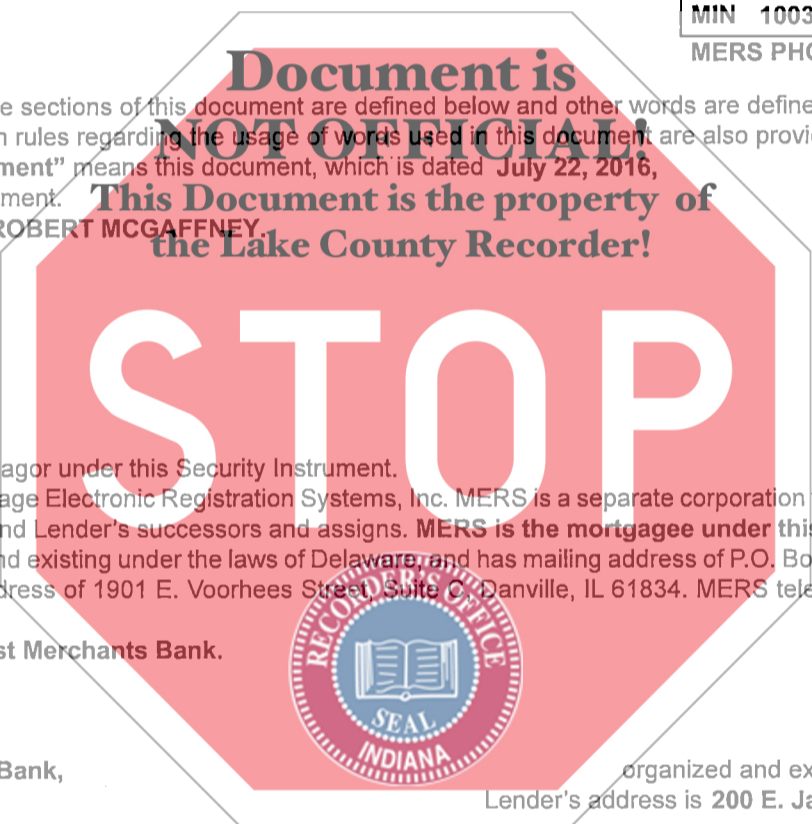 MIN 1003
MERS PHO
Document is
e sections of this document are defined below and other words are define
n rules regarding the usage of words used in this document are also provi
NOT OFFICIAL!
ment” means this document, which is dated July 22, 2016,
ment.
This Document is the property of
ROBERT MCGAFFNEY.
the Lake County Recorder!
STOP
agor under this Security Instrument.
age Electronic Registration Systems, Inc. MERS is a separate corporation
nd Lender's successors and assigns. MERS is the mortgagee under this
nd existing under the laws of Delaware, and has mailing address of P.O. Bo
dress of 1901 E. Voorhees Street, Suite C, Danville, IL 61834. MERS tele
RECORDER'S OFFICE
st Merchants Bank.
SEAL
INDIANA
Bank,
organized and ex
Lender's address is 200 E. Ja